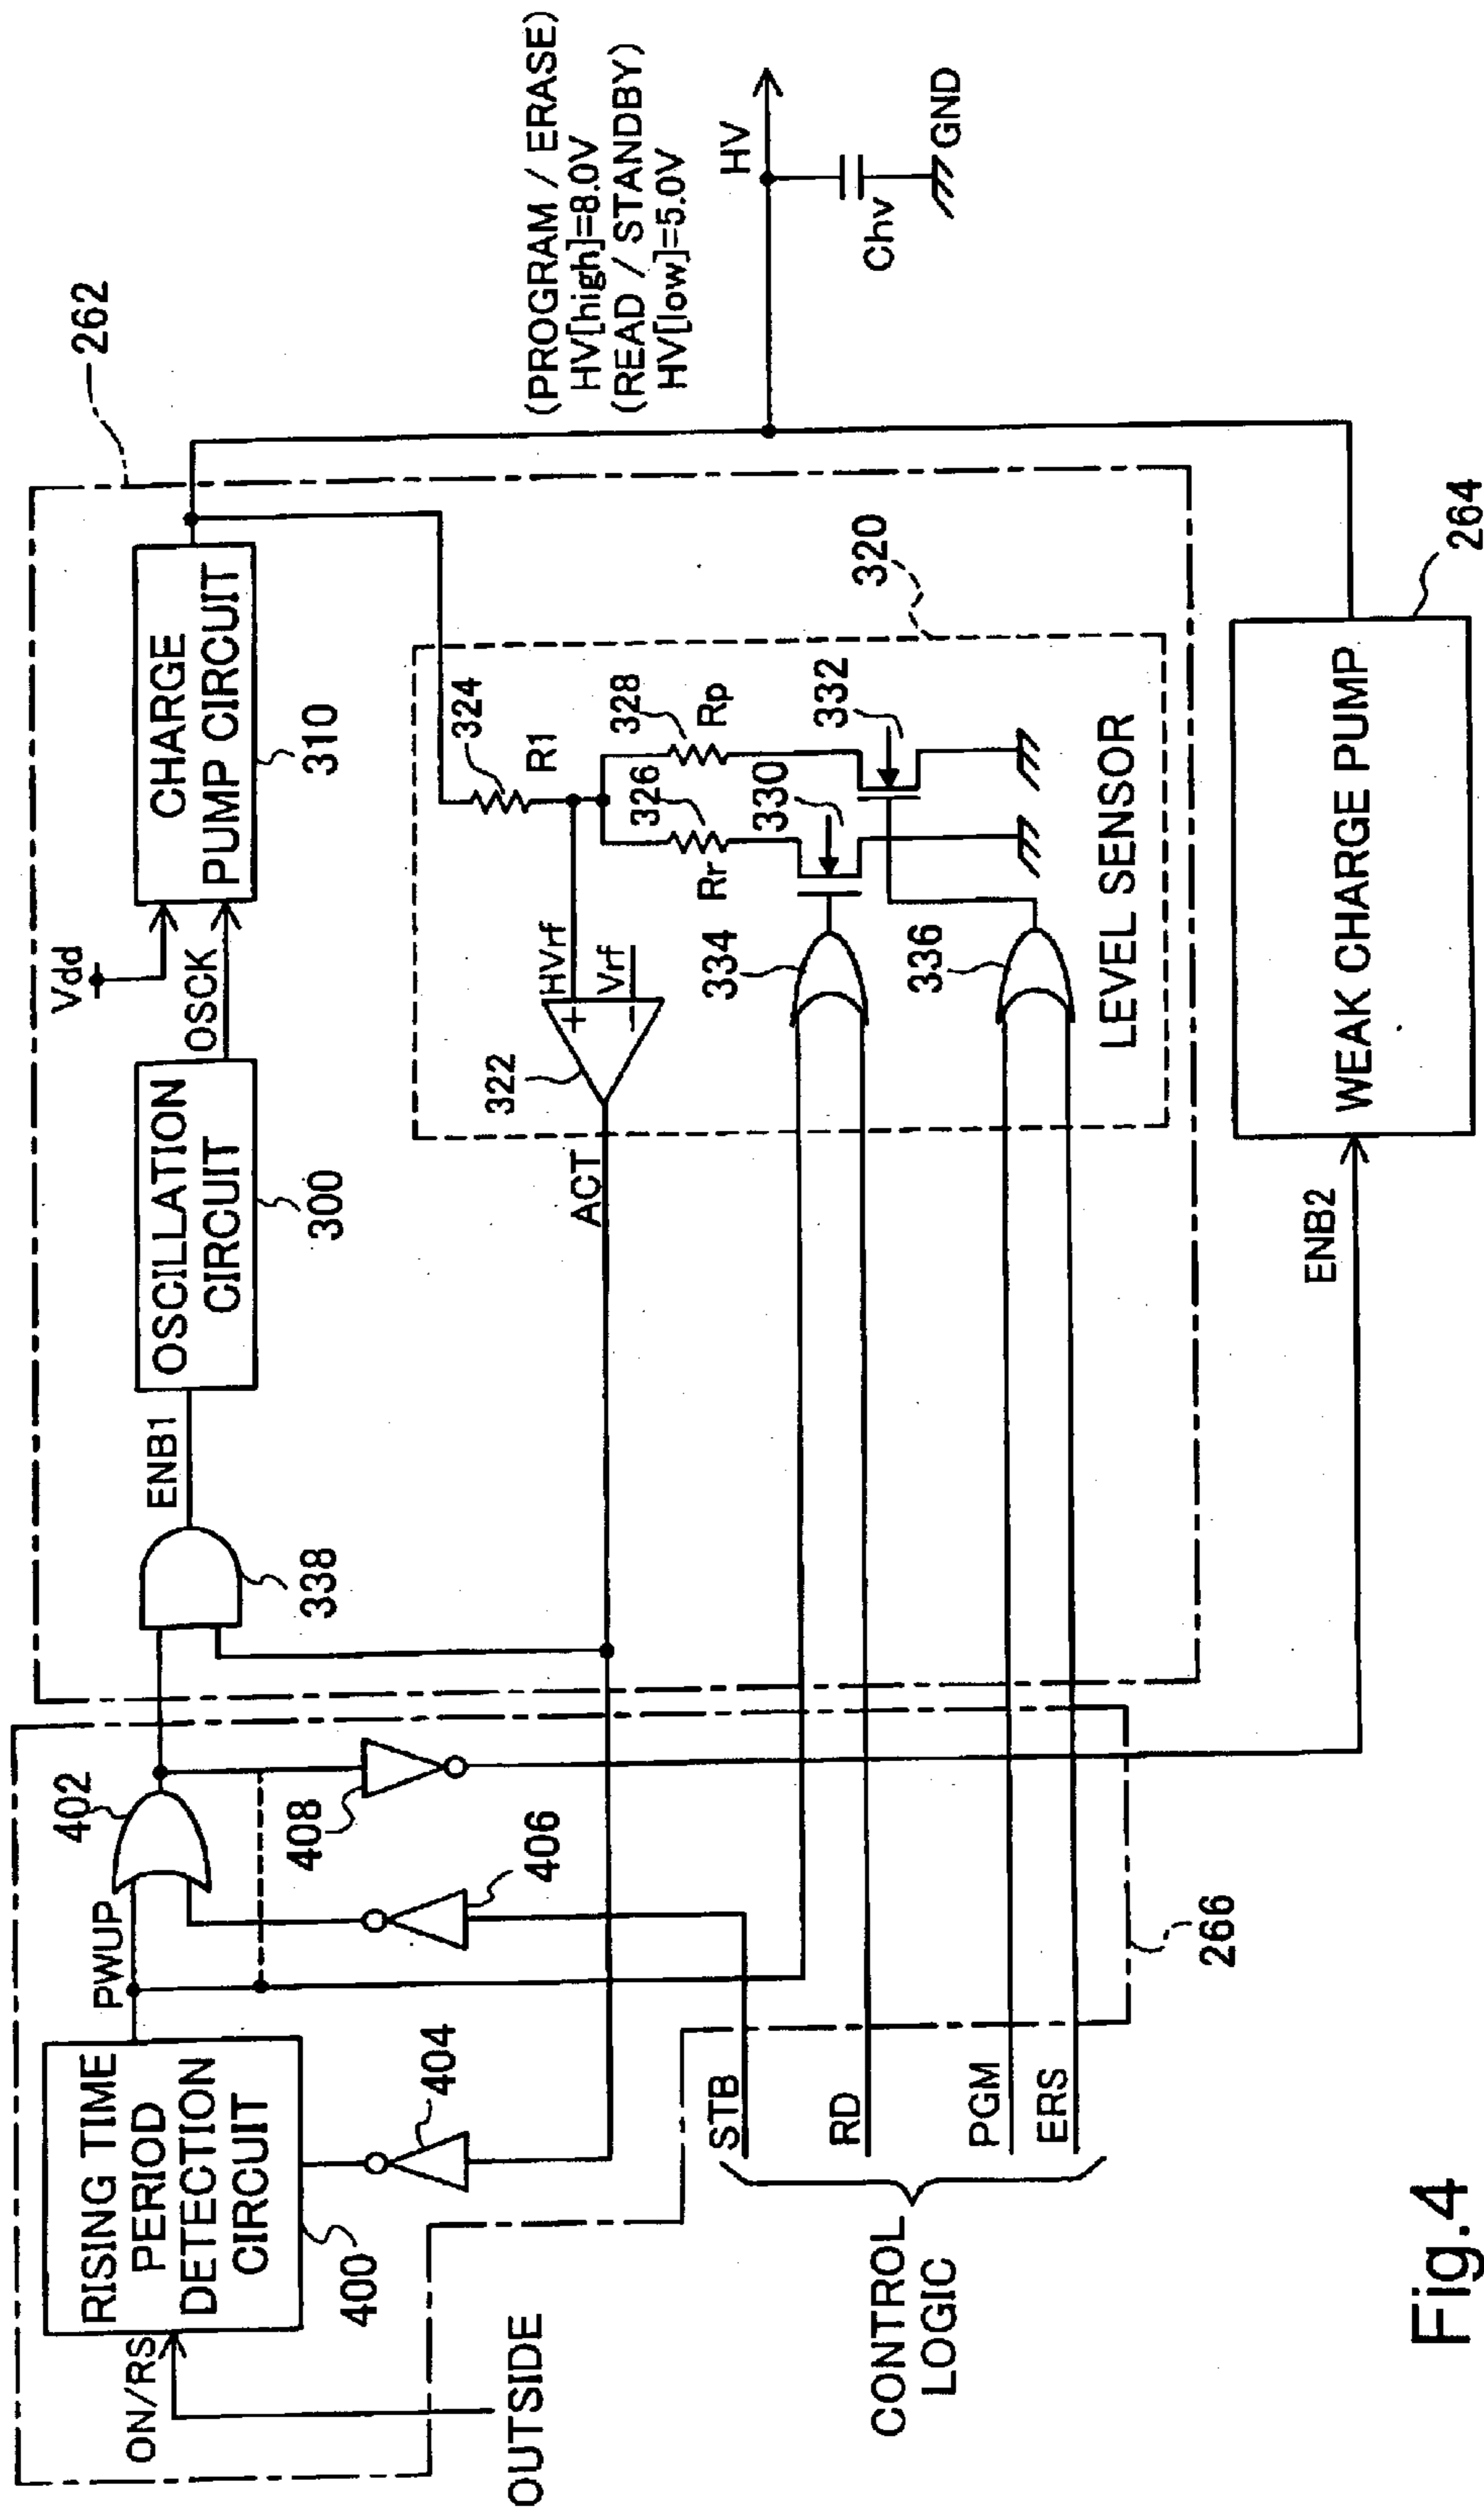 262
Vdd
OSCK
CHARGE
PUMP CIRCUIT
310
OSCILLATION
CIRCUIT
300
ENB1
338
402
PWUP
408
406
RISING TIME
PERIOD
DETECTION
CIRCUIT
400
404
ON/RS
OUTSIDE
(PROGRAM / ERASE)
HV[high]=8.0V
(READ / STANDBY)
HV[low]=5.0V
HV
Chv
GND
324
R1
328
Rp
326
Rr
332
330
320
HVrf
Vrf
322
ACT
334
336
LEVEL SENSOR
STB
RD
PGM
ERS
CONTROL
LOGIC
266
ENB2
WEAK CHARGE PUMP
264
Fig.4